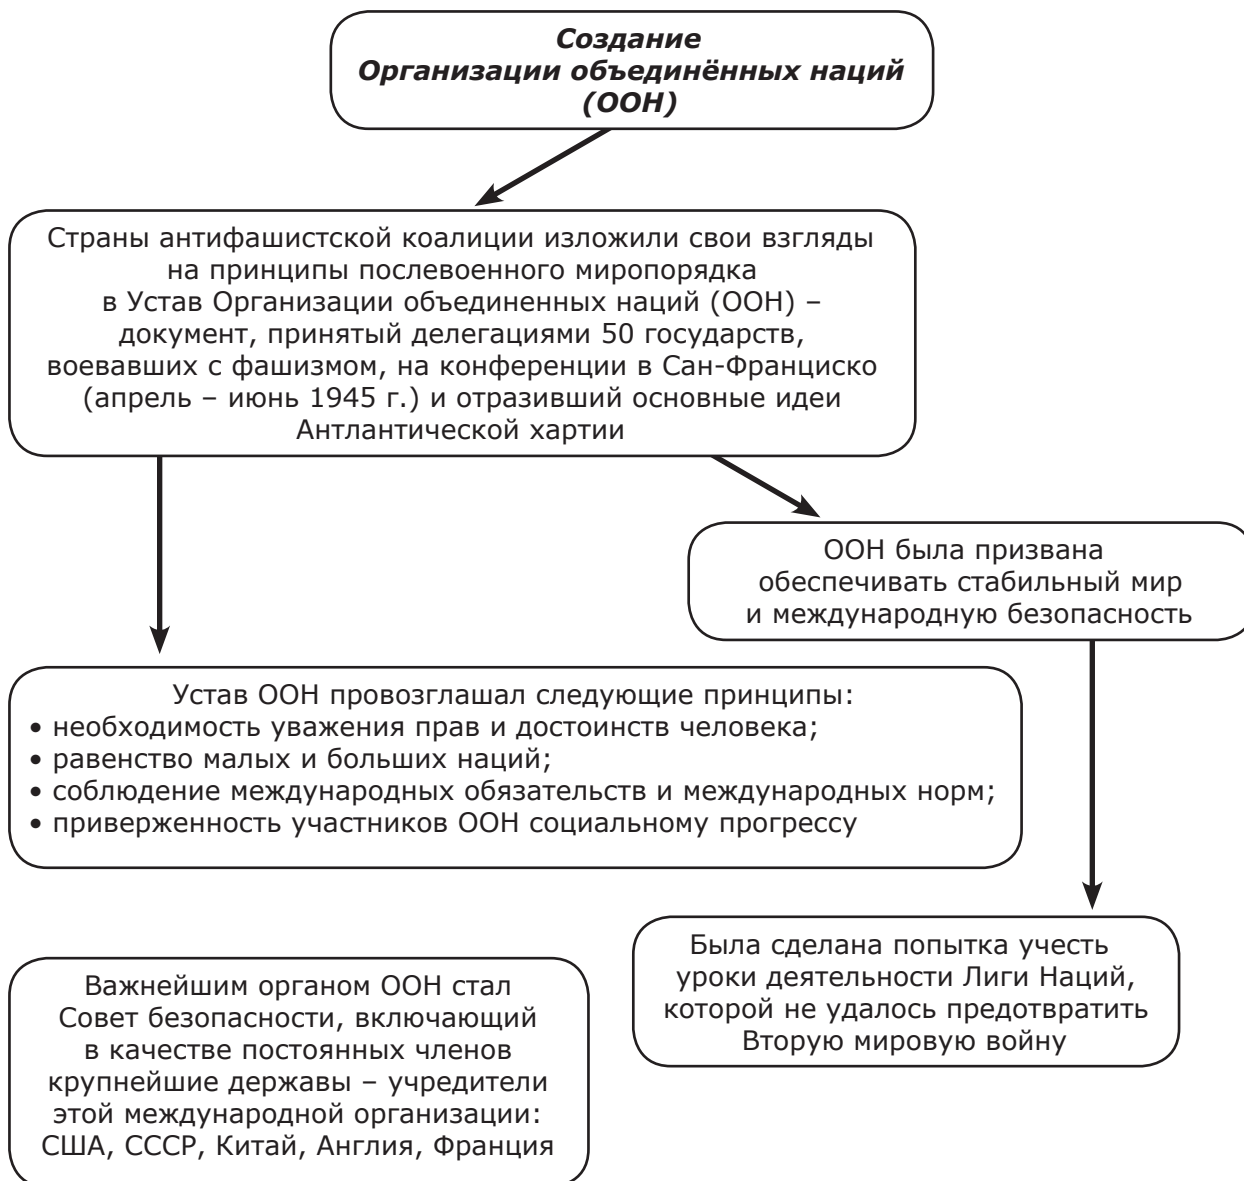 Создание
Организации объединённых наций
(ООН)
Страны антифашистской коалиции изложили свои взгляды
на принципы послевоенного миропорядка
в Устав Организации объединенных наций (ООН) –
документ, принятый делегациями 50 государств,
воевавших с фашизмом, на конференции в Сан-Франциско
(апрель – июнь 1945 г.) и отразивший основные идеи
Антлантической хартии
ООН была призвана
обеспечивать стабильный мир
и международную безопасность
Устав ООН провозглашал следующие принципы:
• необходимость уважения прав и достоинств человека;
• равенство малых и больших наций;
• соблюдение международных обязательств и международных норм;
• приверженность участников ООН социальному прогрессу
Была сделана попытка учесть
уроки деятельности Лиги Наций,
которой не удалось предотвратить
Вторую мировую войну
Важнейшим органом ООН стал
Совет безопасности, включающий
в качестве постоянных членов
крупнейшие державы – учредители
этой международной организации:
США, СССР, Китай, Англия, Франция